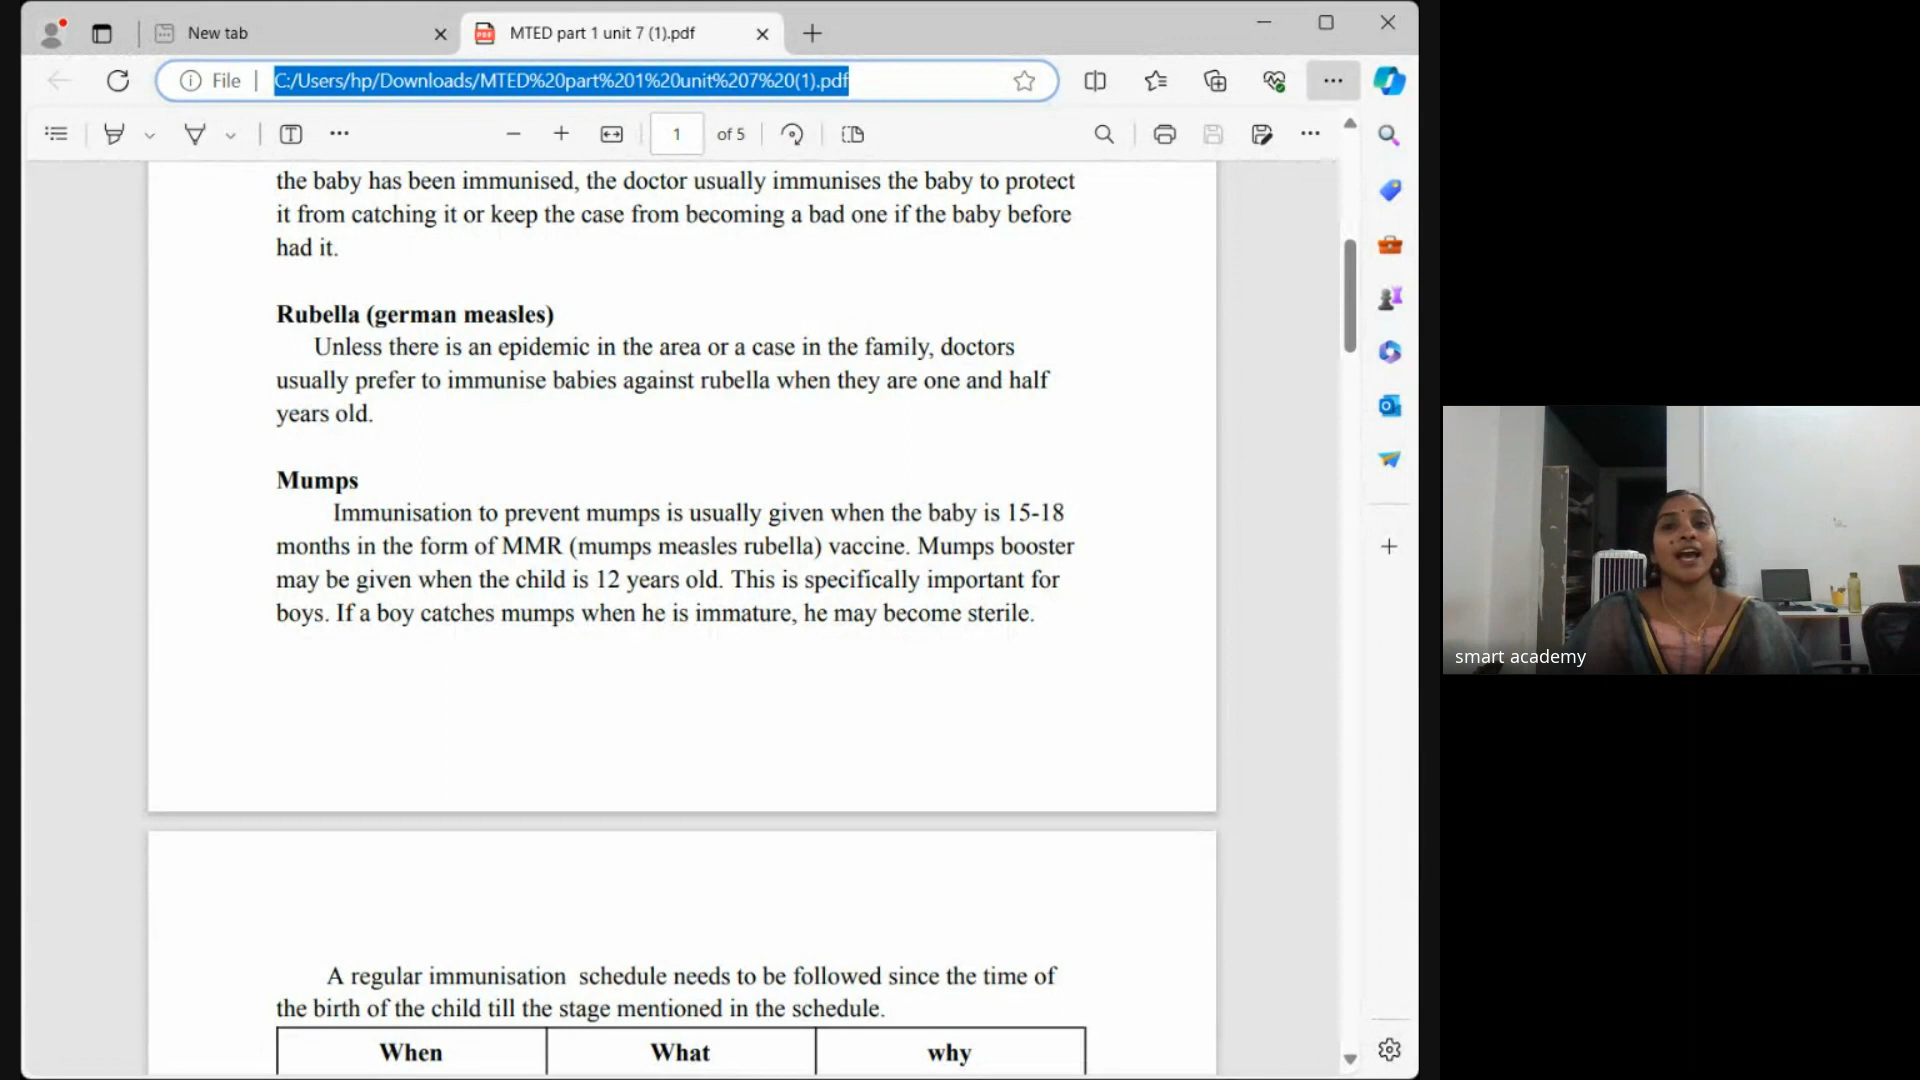 New tab
MTED part 1 unit 7 (1).pdf
File
C:/Users/hp/Downloads/MTED%20part%201%20unit%207%20(1).pdf
1 of 5
the baby has been immunised, the doctor usually immunises the baby to protect
it from catching it or keep the case from becoming a bad one if the baby before
had it.
Rubella (german measles)
Unless there is an epidemic in the area or a case in the family, doctors
usually prefer to immunise babies against rubella when they are one and half
years old.
Mumps
Immunisation to prevent mumps is usually given when the baby is 15-18
months in the form of MMR (mumps measles rubella) vaccine. Mumps booster
may be given when the child is 12 years old. This is specifically important for
boys. If a boy catches mumps when he is immature, he may become sterile.
A regular immunisation schedule needs to be followed since the time of
the birth of the child till the stage mentioned in the schedule.
When What why
smart academy